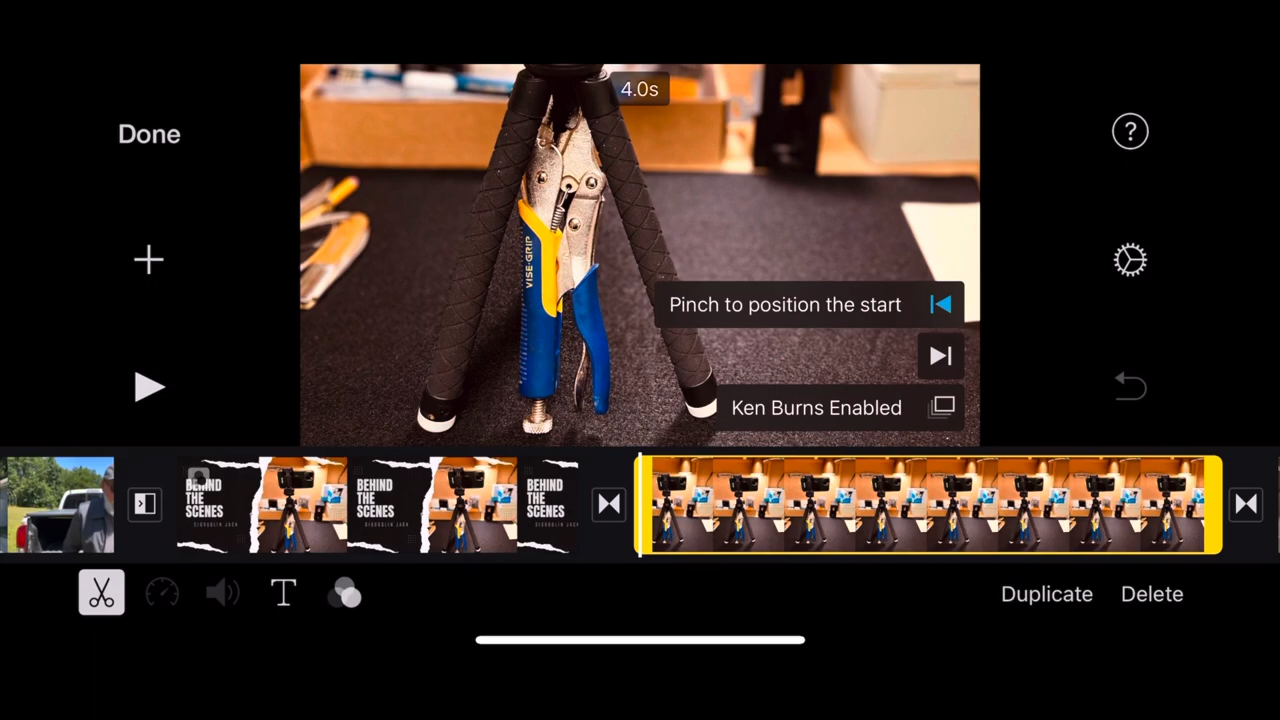 Done
4.0s
?
VISE-GRIP
Pinch to position the start
Ken Burns Enabled
BEHIND
THE
SCENES
BEHIND
THE
SCENES
BEHIND
THE
SCENES
T
Duplicate
Delete